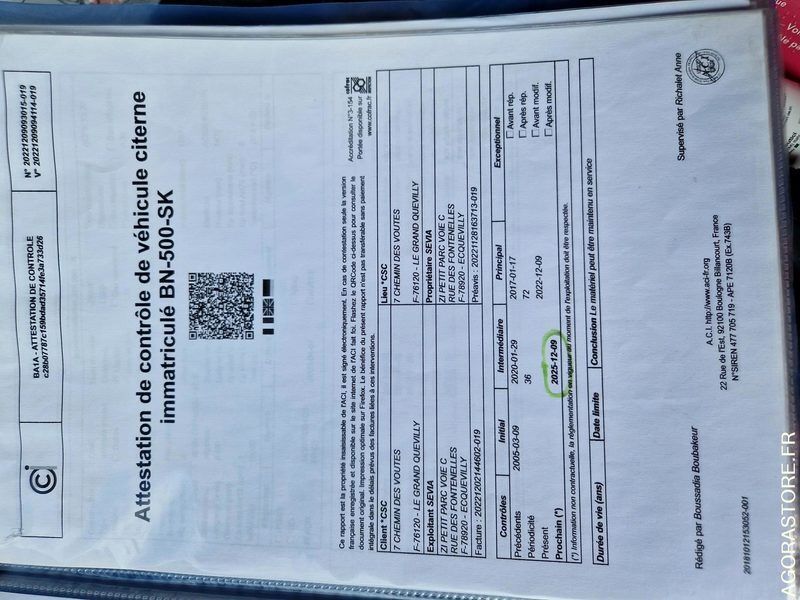 BA1A - ATTESTATION DE CONTROLE
c28b07787c159bdad35714fe3a733d26
N° 20221209093015-019
V° 20221209094114-019
Attestation de contrôle de véhicule citerne
immatriculé BN-500-SK
Accréditation N°3-154
Portée disponible sur
www.cofrac.fr
cofrac
Ce rapport est la propriété insaisissable de l'ACI, il est signé électroniquement. En cas de contestation seule la version
française enregistrée et disponible sur le site internet de l'ACI fait foi. Flashez le QRCode ci-dessus pour consulter le
document original. Impression optimale sur Firefox. Le bénéfice du présent rapport n'est pas transférable sans paiement
intégrale dans le délais prévus des factures liées à ces interventions.
Client *CSC
Lieu *CSC
7 CHEMIN DES VOUTES
7 CHEMIN DES VOUTES
F-76120 - LE GRAND QUEVILLY
F-76120 - LE GRAND QUEVILLY
Exploitant SEVIA
Propriétaire SEVIA
ZI PETIT PARC VOIE C
ZI PETIT PARC VOIE C
RUE DES FONTENELLES
RUE DES FONTENELLES
F-78920 - ECQUEVILLY
F-78920 - ECQUEVILLY
Facture : 20221202144602-019
Préavis : 20221128163713-019
Contrôles Initial Intermédiaire Principal Exceptionnel
Précédents 2005-03-09 2020-01-29 2017-01-17 Avant rép.
Périodicité 36 72 Après rép.
Présent 2022-12-09 Avant modif.
Prochain (*) 2025-12-09 Après modif.
(*) Information non contractuelle, la règlementation en vigueur au moment de l'exploitation doit être respectée.
Durée de vie (ans) Date limite Conclusion Le matériel peut être maintenu en service
Rédigé par Boussadia Boubakeur
Supervisé par Richalet Anne
A.C.I. http://www.aci-fr.org
22 Rue de l'Est, 92100 Boulogne Billancourt, France
N°SIREN 477 705 719 - APE 7120B (Ex.743B)
20181012153052-001
AGORASTORE.FR